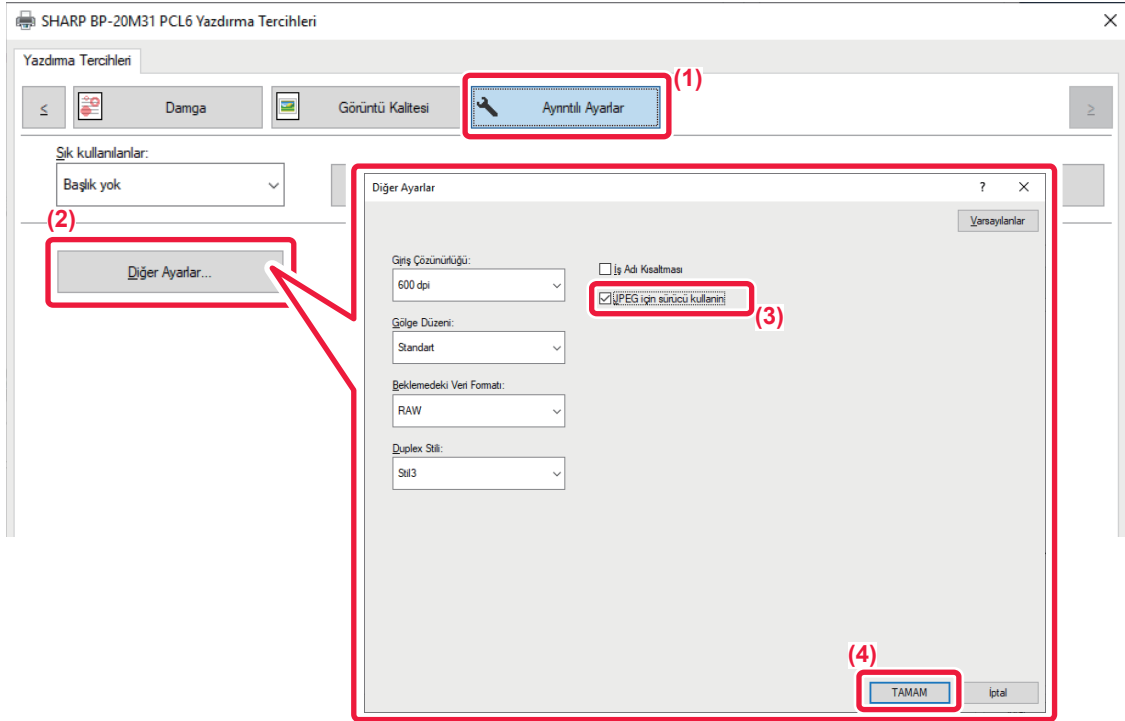 SHARP BP-20M31 PCL6 Yazdırma Tercihleri
Yazdırma Tercihleri
(1)
<
Damga
Görüntü Kalitesi
Ayrıntılı Ayarlar
>
Sık kullanılanlar:
Başlık yok
(2)
Diğer Ayarlar...
Diğer Ayarlar
?
Varsayılanlar
Giriş Çözünürlüğü:
600 dpi
İş Adı Kısaltması
JPEG için sürücü kullanin
(3)
Gölge Düzeni:
Standart
Beklemedeki Veri Formatı:
RAW
Duplex Stili:
Stil3
(4)
TAMAM
İptal